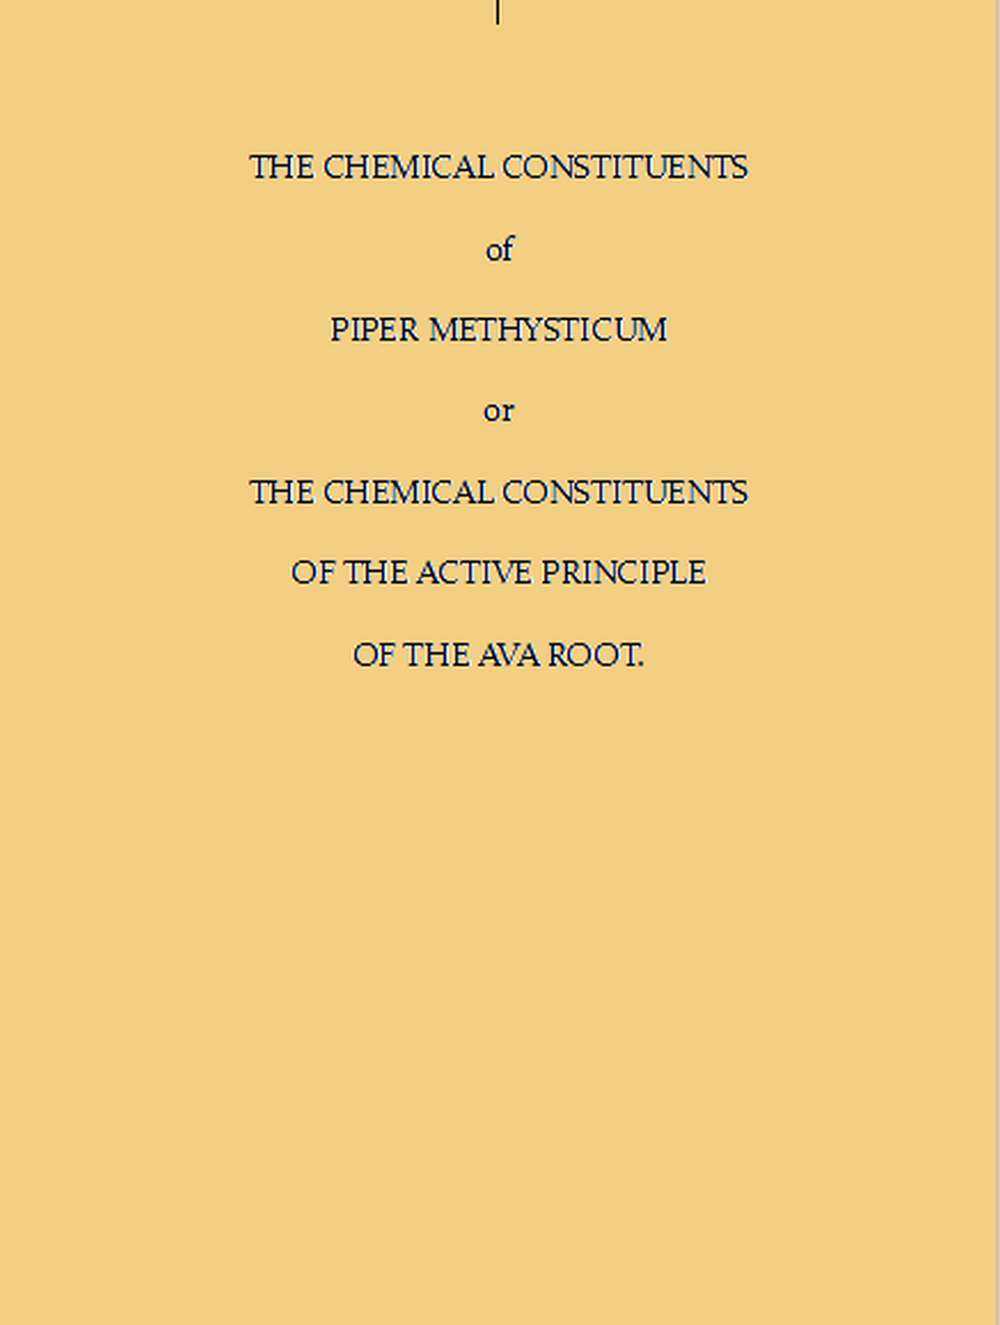 THE CHEMICAL CONSTITUENTS
of
PIPER METHYSTICUM
or
THE CHEMICAL CONSTITUENTS
OF THE ACTIVE PRINCIPLE
OF THE AVA ROOT.